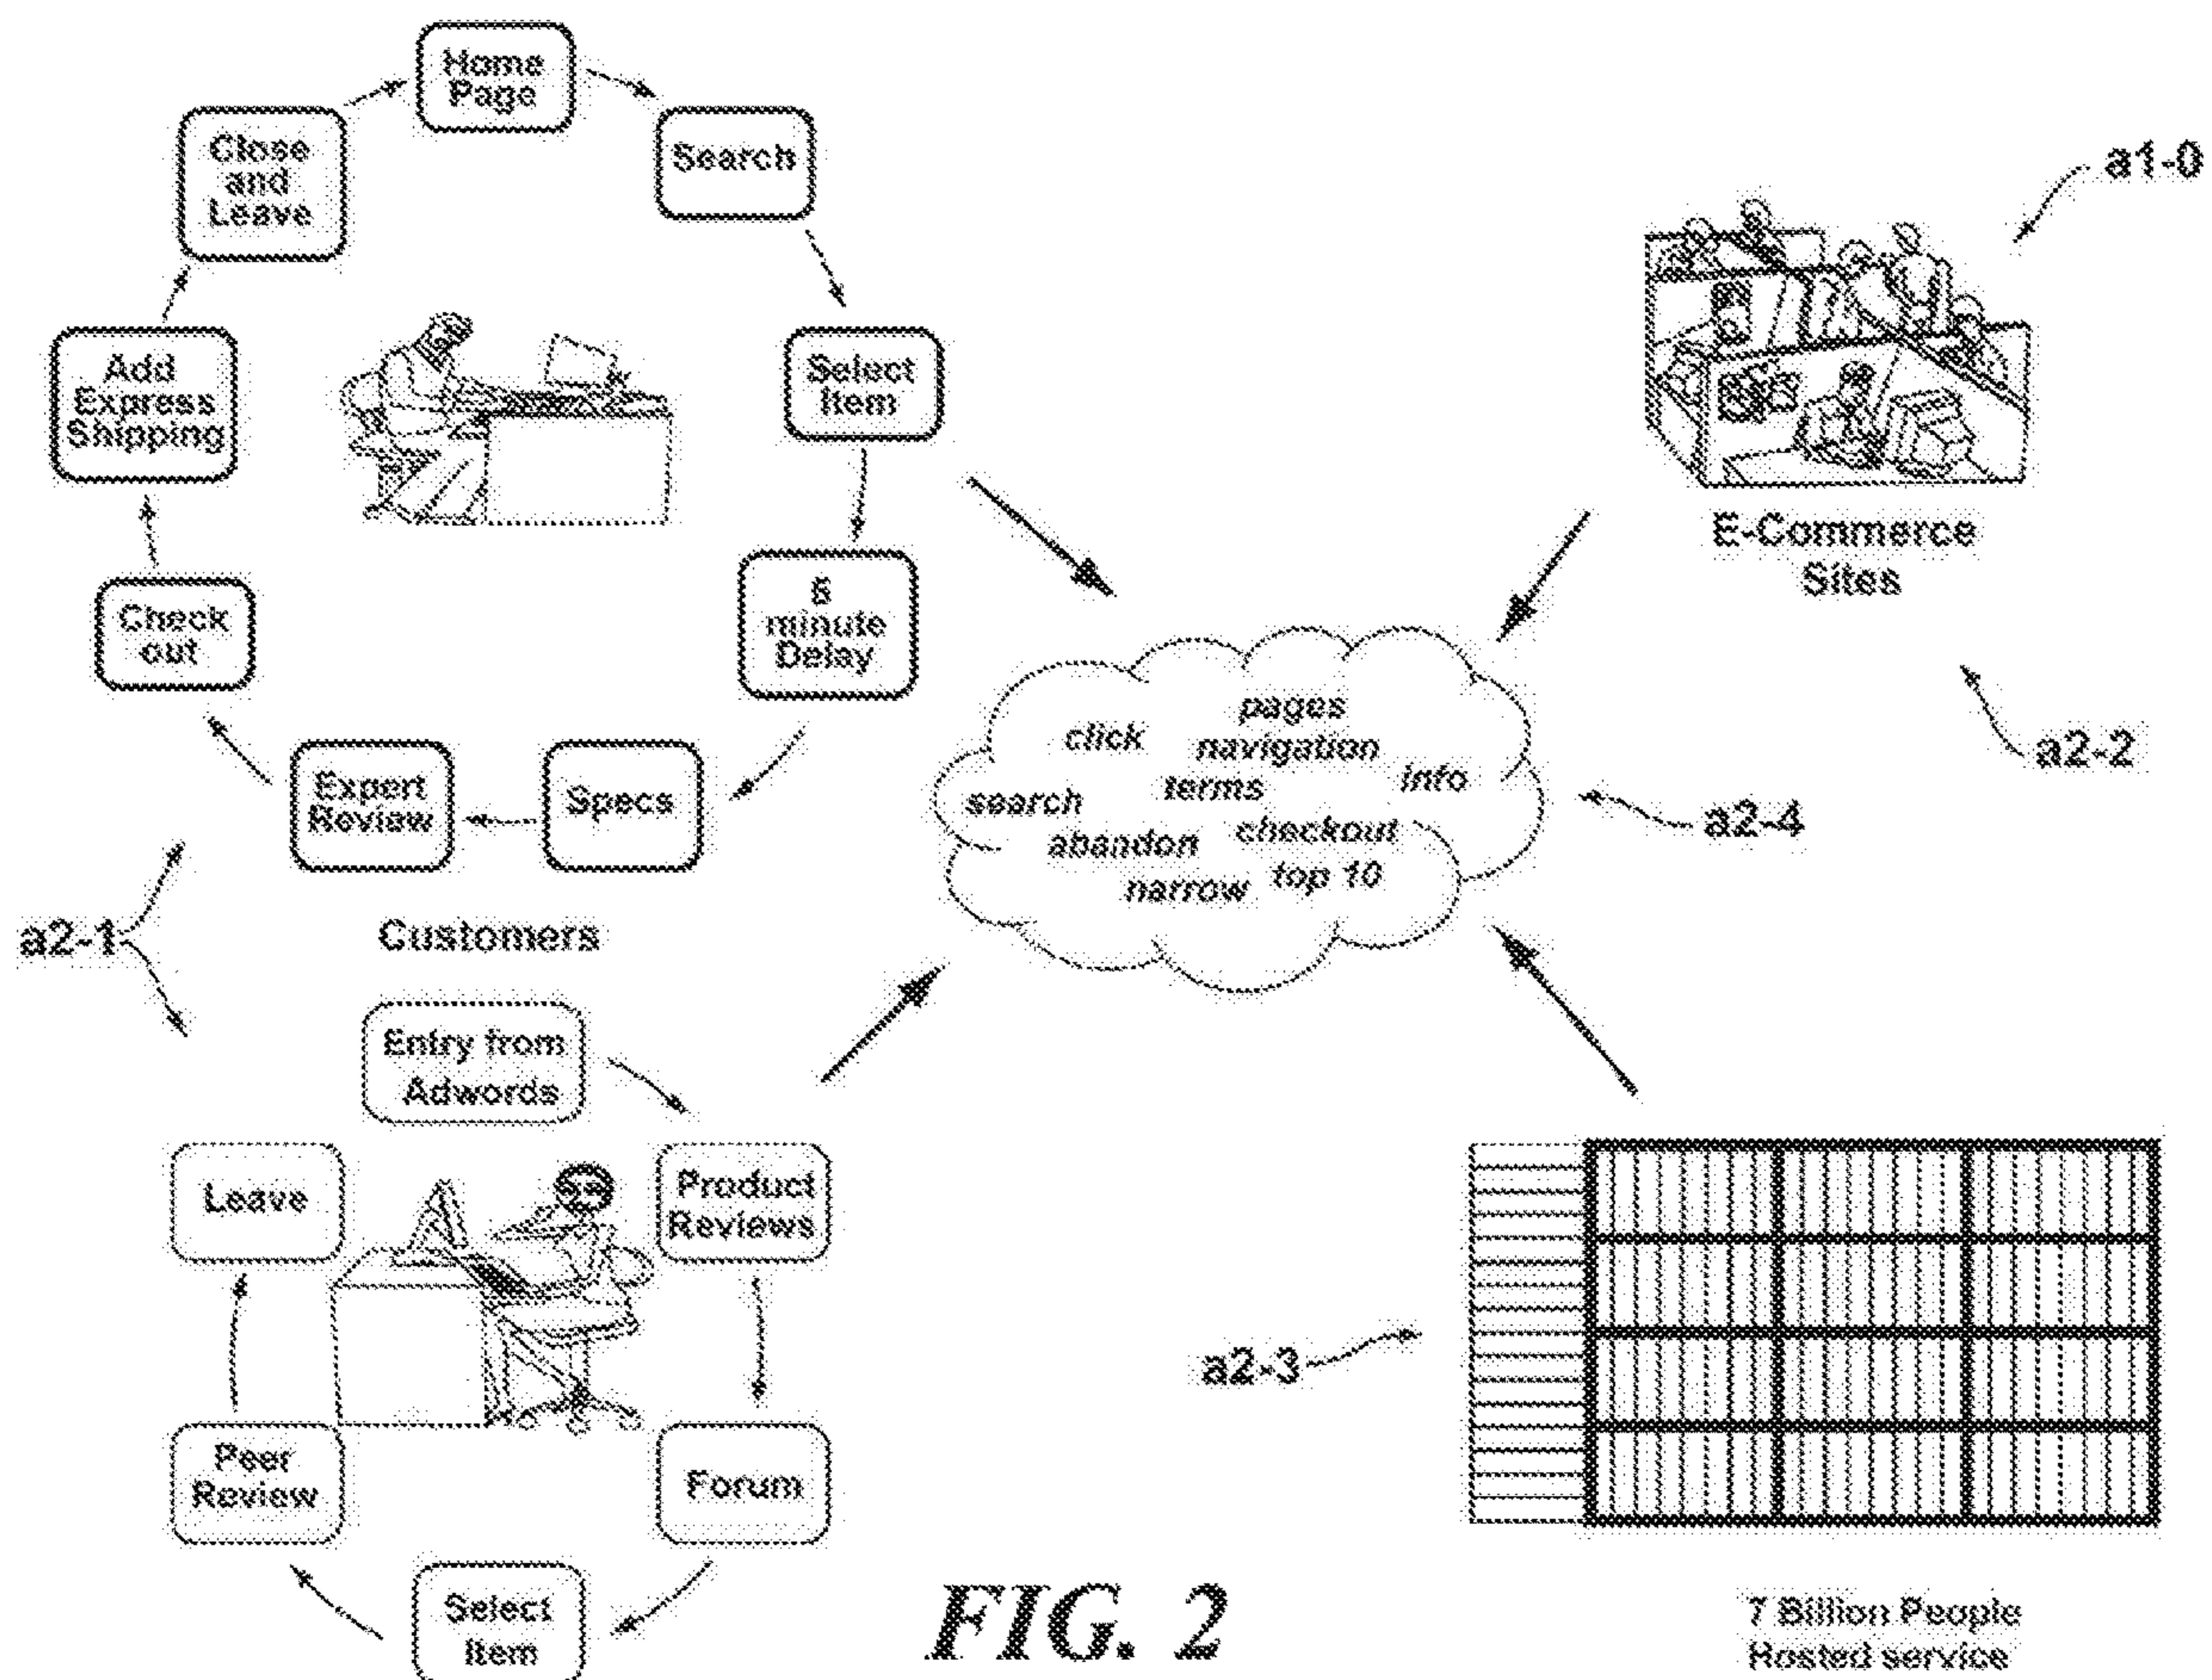 Home
Page
Search
Close
and
Leave
Select
Item
Add
Express
Shipping
minute
Delay
Check
out
Specs
Expert
Review
a2-1
Customers
a1-0
E-Commerce
Sites
a2-2
pages
click
navigation
terms
info
search
checkout
abandon
top 10
narrow
a2-4
Entry from
Adwords
Product
Reviews
Forum
Select
Item
Peer
Review
Leave
a2-3
7 Billion People
Hosted service
FIG. 2